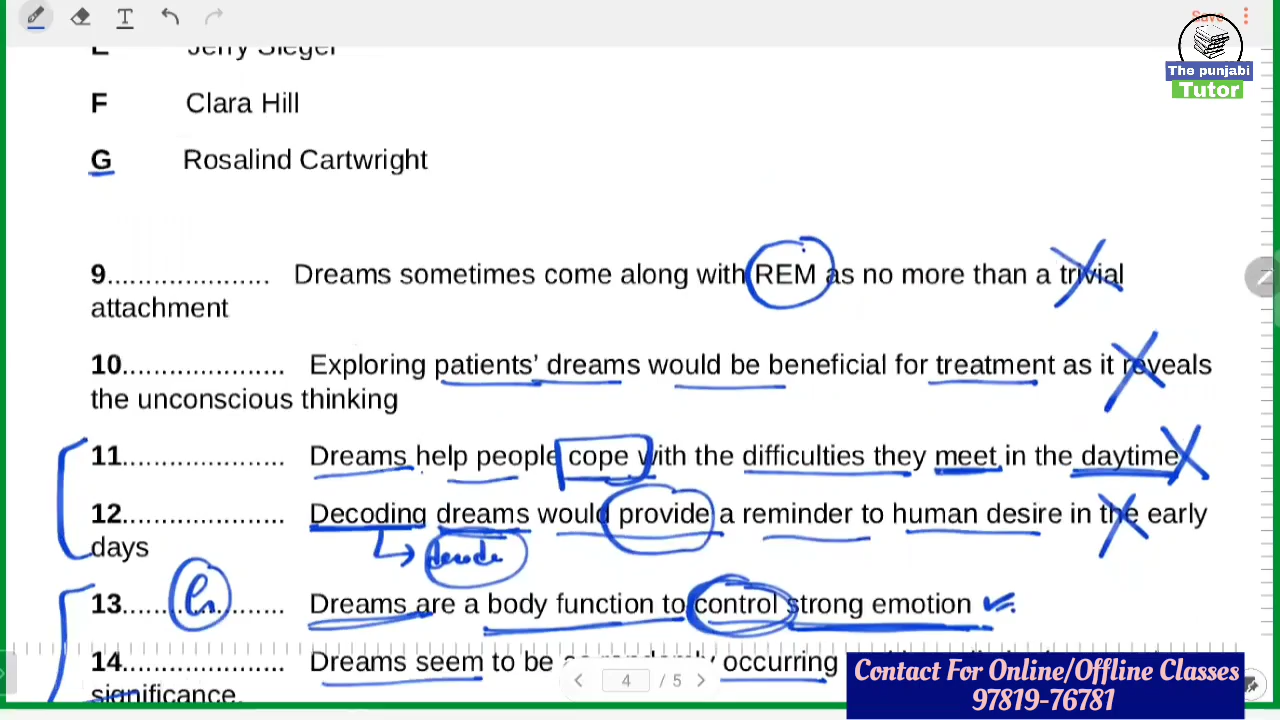 Save
The punjabi
Tutor
E Jerry Sieger
F Clara Hill
G Rosalind Cartwright
9..................... Dreams sometimes come along with REM as no more than a trivial
attachment
10..................... Exploring patients’ dreams would be beneficial for treatment as it reveals
the unconscious thinking
11..................... Dreams help people cope with the difficulties they meet in the daytime
12..................... Decoding dreams would provide a reminder to human desire in the early
days
13..................... Dreams are a body function to control strong emotion
14..................... Dreams seem to be occurring
significance.
4 / 5
Contact For Online/Offline Classes
97819-76781